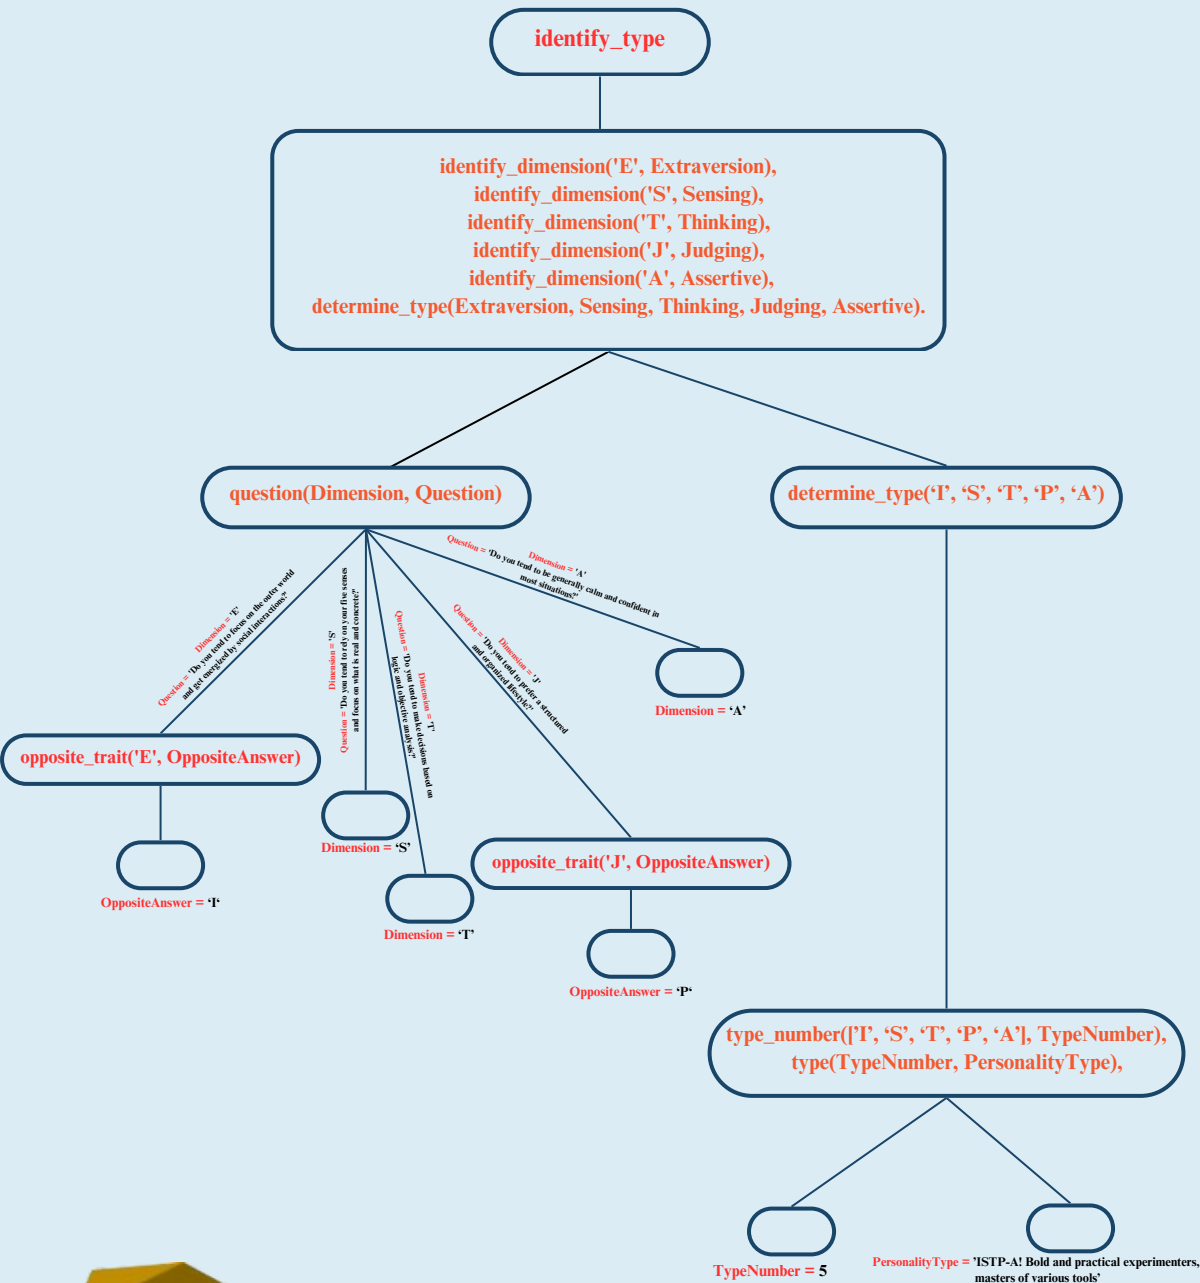 identify_type
identify_dimension('E', Extraversion),
identify_dimension('S', Sensing),
identify_dimension('T', Thinking),
identify_dimension('J', Judging),
identify_dimension('A', Assertive),
determine_type(Extraversion, Sensing, Thinking, Judging, Assertive).
question(Dimension, Question)
determine_type(‘I’, ‘S’, ‘T’, ‘P’, ‘A’)
Dimension = 'E'
Question = 'Do you tend to focus on the outer world
and get energized by social interactions?'
Dimension = 'S'
Question = 'Do you tend to rely on your five senses
and focus on what is real and concrete?'
Dimension = 'T'
Question = 'Do you tend to make decisions based on
logic and objective analysis?'
Dimension = 'J'
Question = 'Do you tend to prefer a structured
and organized lifestyle?'
Dimension = 'A'
Question = 'Do you tend to be generally calm and confident in
most situations?'
Dimension = ‘A’
opposite_trait('E', OppositeAnswer)
OppositeAnswer = ‘I‘
Dimension = ‘S’
Dimension = ‘T’
opposite_trait('J', OppositeAnswer)
OppositeAnswer = ‘P‘
type_number([’I’, ‘S’, ‘T’, ‘P’, ‘A’], TypeNumber),
type(TypeNumber, PersonalityType),
TypeNumber = 5
PersonalityType = ’ISTP-A! Bold and practical experimenters,
masters of various tools’